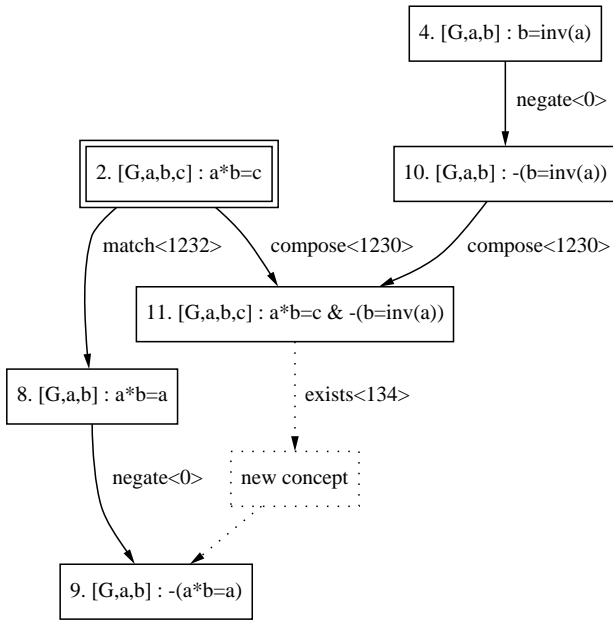 4. [G,a,b] : b=inv(a)
negate<0>
2. [G,a,b,c] : a*b=c
10. [G,a,b] : -(b=inv(a))
match<1232>
compose<1230>
compose<1230>
11. [G,a,b,c] : a*b=c & -(b=inv(a))
8. [G,a,b] : a*b=a
exists<134>
negate<0>
new concept
9. [G,a,b] : -(a*b=a)